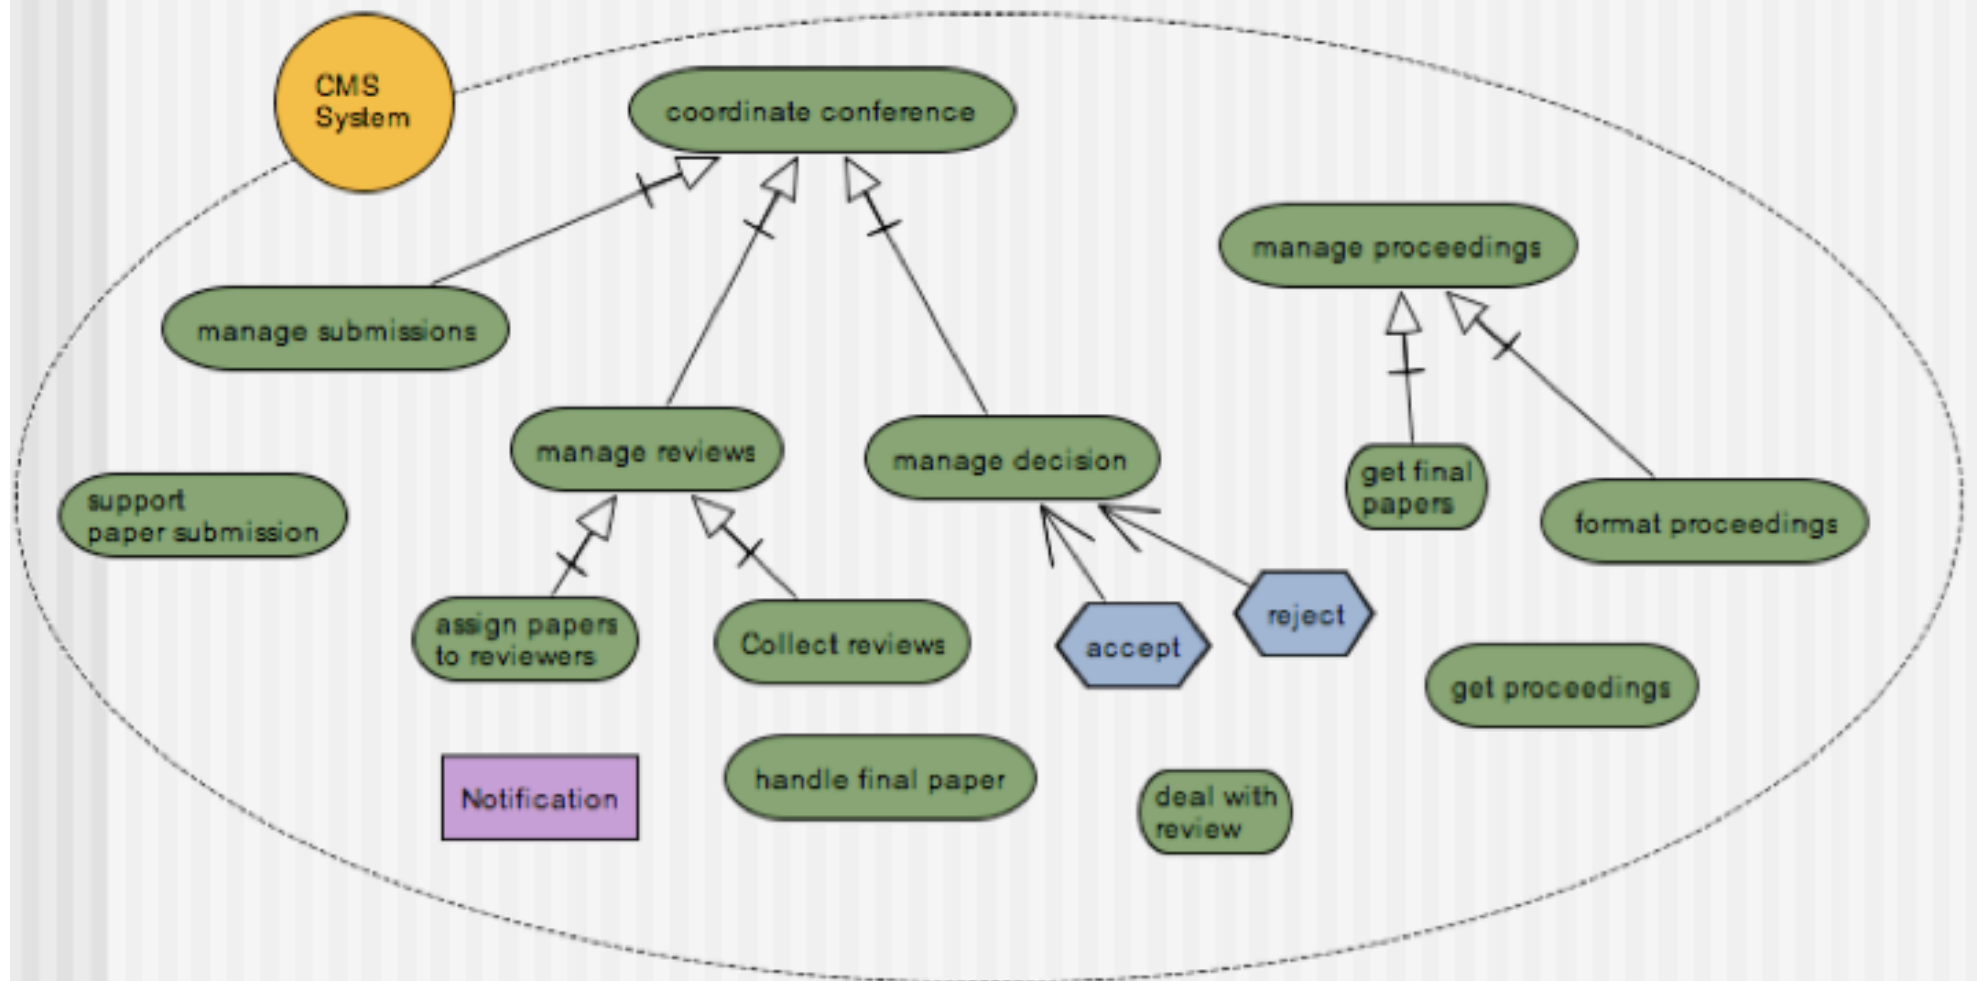 CMS
System
coordinate conference
manage proceedings
manage submissions
manage reviews
manage decision
get final
papers
support
paper submission
format proceedings
assign papers
to reviewers
Collect reviews
accept
reject
get proceedings
Notification
handle final paper
deal with
review